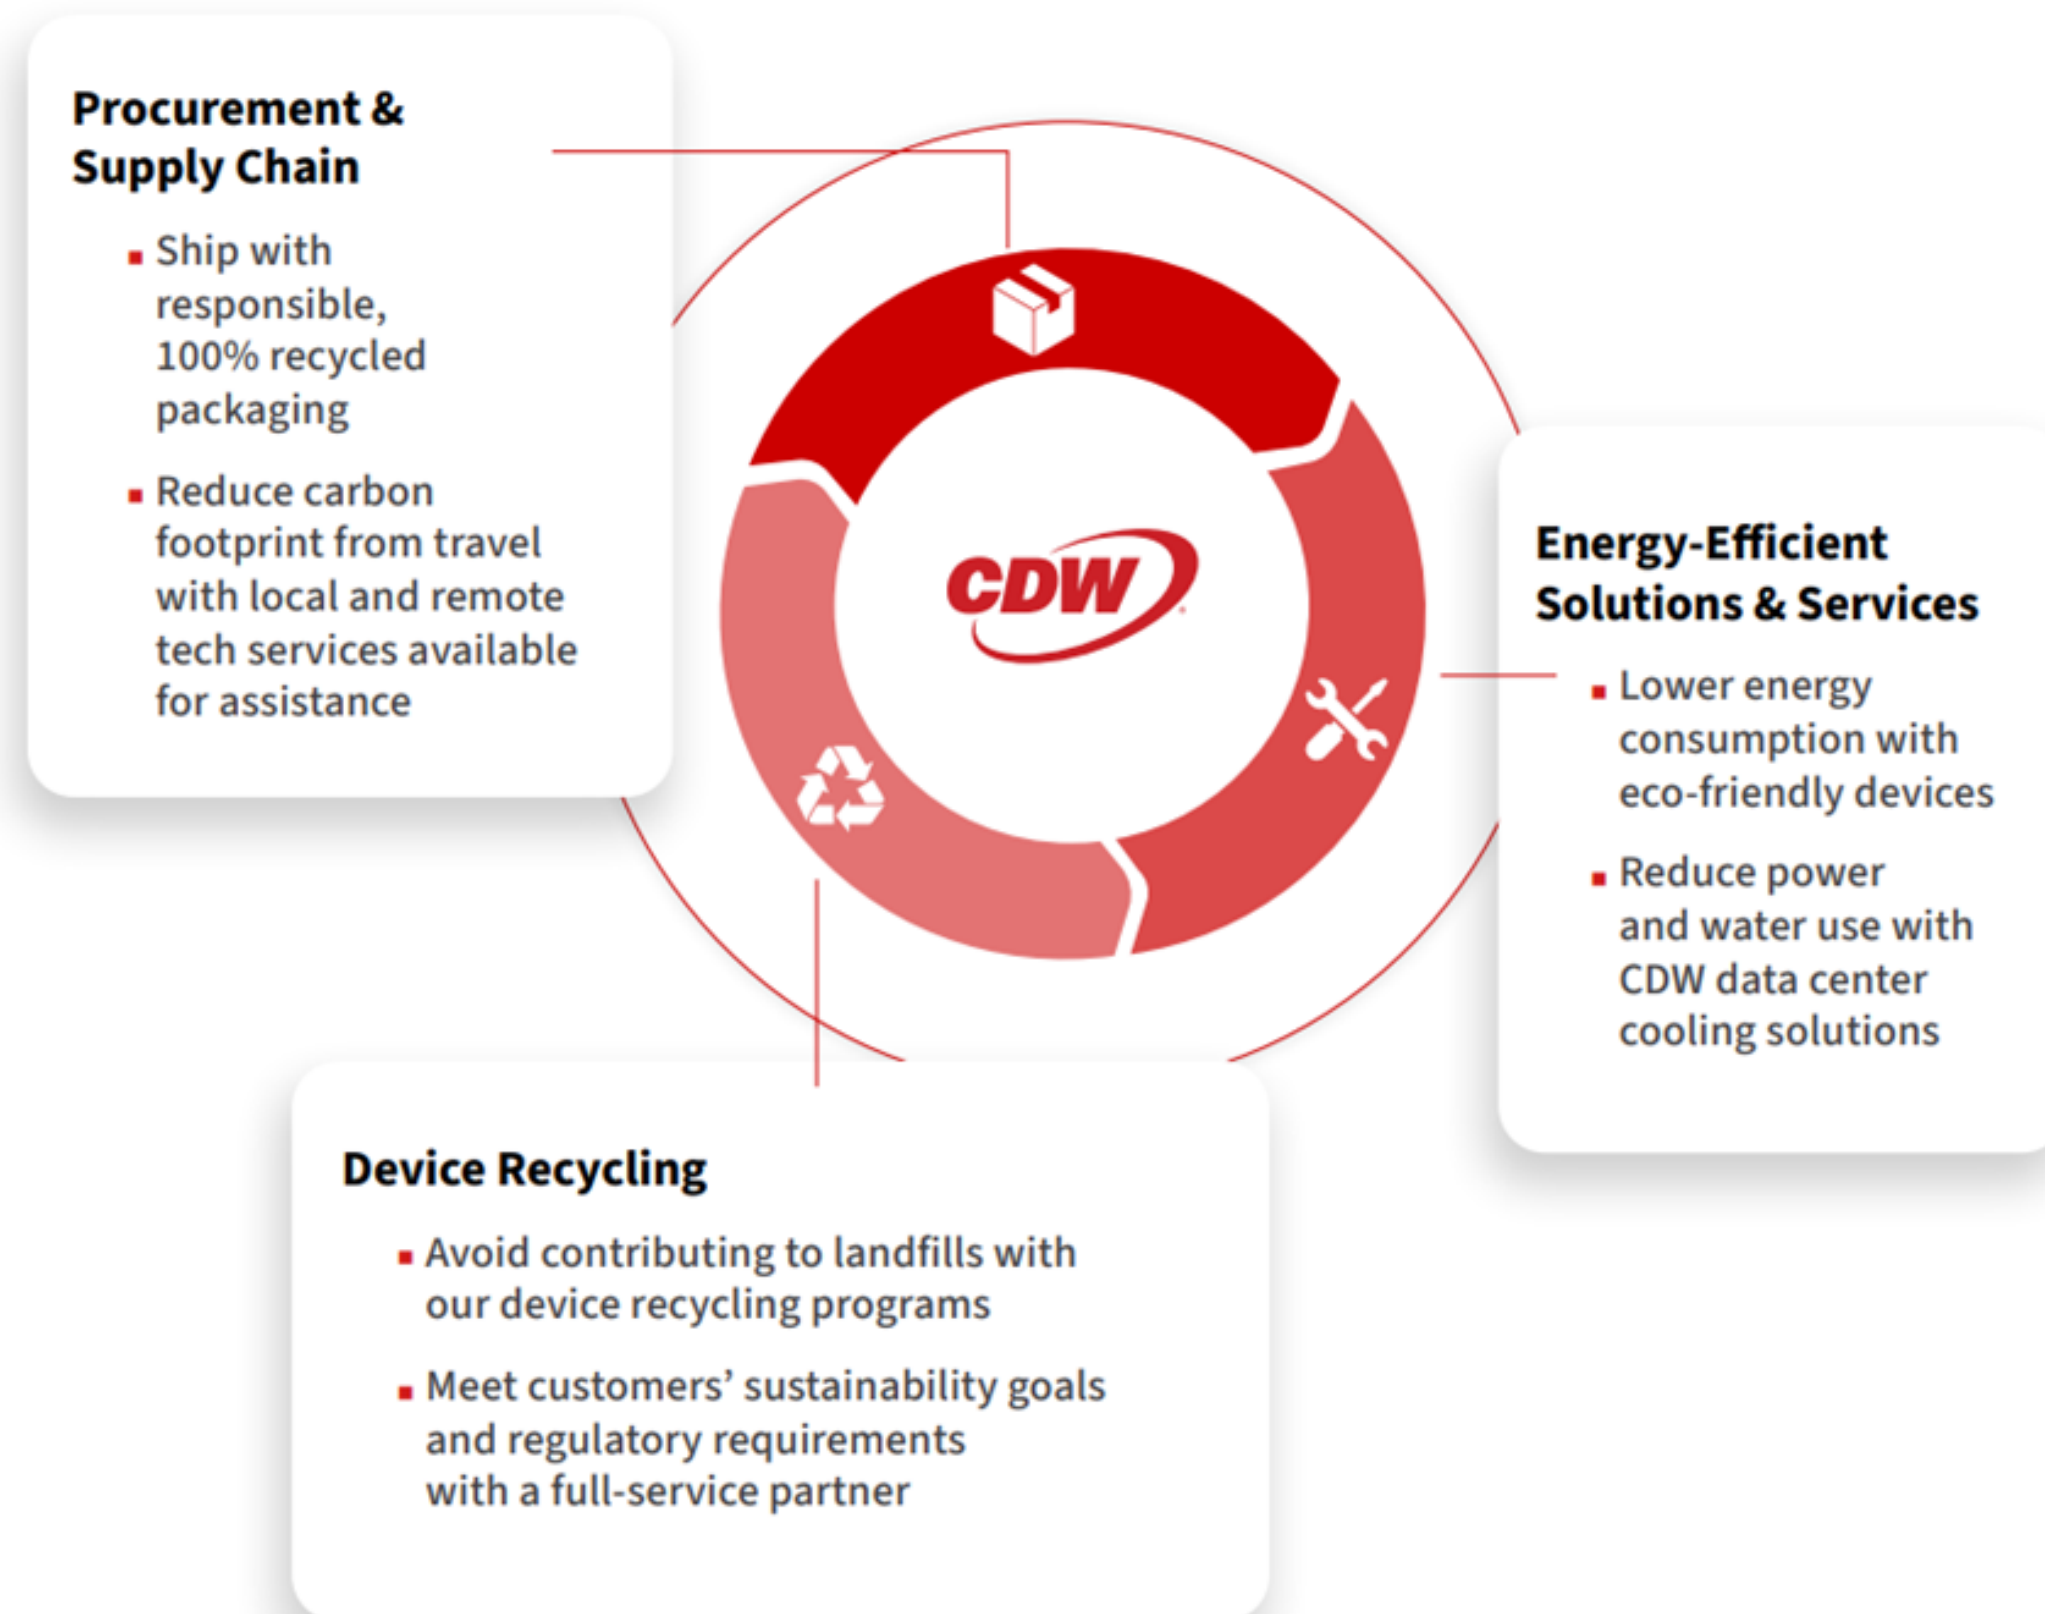 Procurement &
Supply Chain
▪ Ship with
responsible,
100% recycled
packaging
▪ Reduce carbon
footprint from travel
with local and remote
tech services available
for assistance
CDW
Energy-Efficient
Solutions & Services
▪ Lower energy
consumption with
eco-friendly devices
▪ Reduce power
and water use with
CDW data center
cooling solutions
Device Recycling
▪ Avoid contributing to landfills with
our device recycling programs
▪ Meet customers’ sustainability goals
and regulatory requirements
with a full-service partner